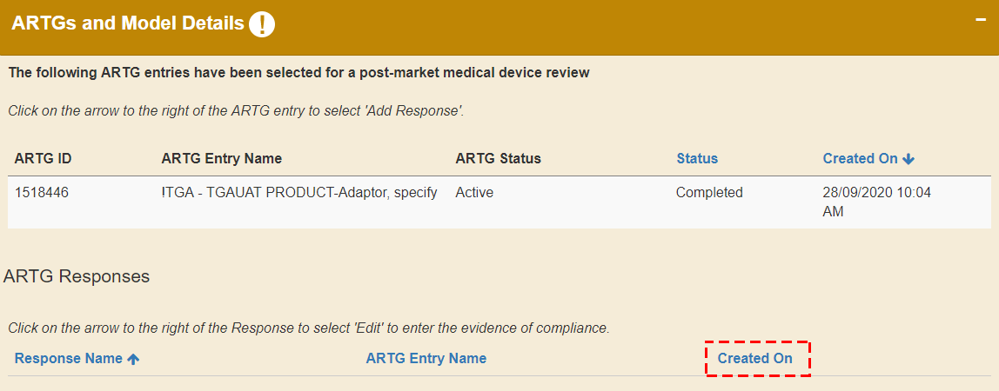 ARTGs and Model Details !
The following ARTG entries have been selected for a post-market medical device review
Click on the arrow to the right of the ARTG entry to select 'Add Response'.
ARTG ID ARTG Entry Name ARTG Status Status Created On
1518446 !TGA - TGAUAT PRODUCT-Adaptor, specify Active Completed 28/09/2020 10:04
AM
ARTG Responses
Click on the arrow to the right of the Response to select 'Edit' to enter the evidence of compliance.
Response Name ARTG Entry Name Created On